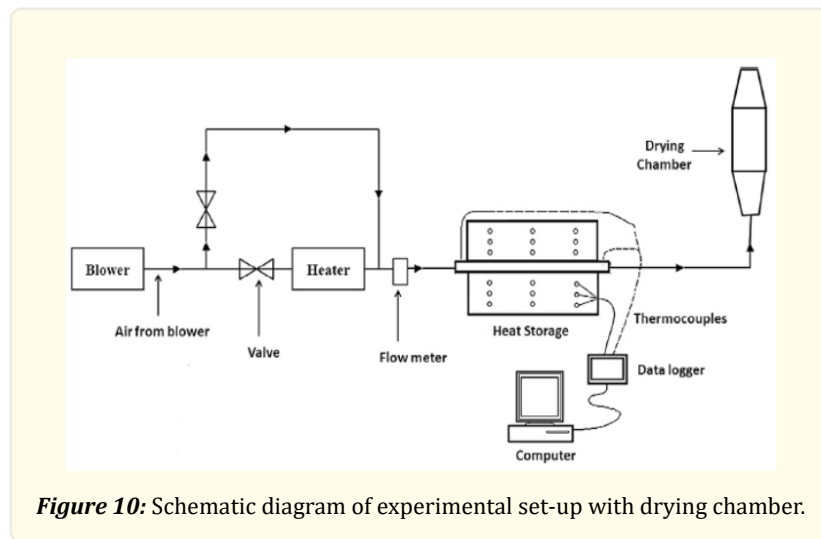 Drying
Chamber
Blower
Heater
Air from blower
Valve
Flow meter
Heat Storage
Thermocouples
Data logger
Computer
Figure 10: Schematic diagram of experimental set-up with drying chamber.